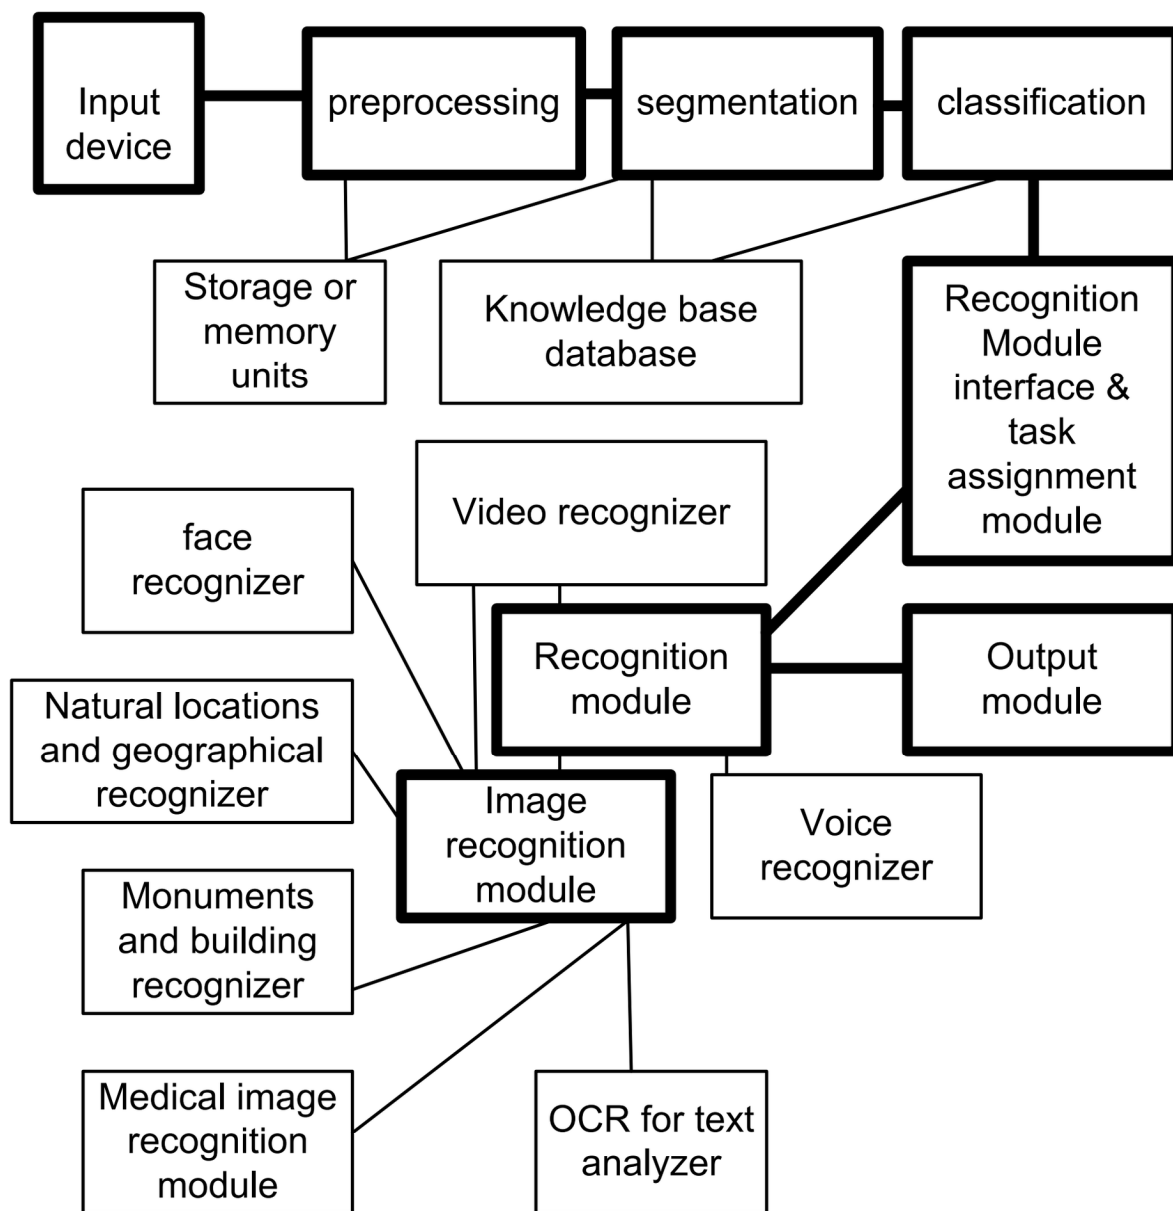 Input
device
preprocessing
segmentation
classification
Storage or
memory
units
Knowledge base
database
Recognition
Module
interface &
task
assignment
module
Video recognizer
face
recognizer
Recognition
module
Output
module
Natural locations
and geographical
recognizer
Image
recognition
module
Voice
recognizer
Monuments
and building
recognizer
Medical image
recognition
module
OCR for text
analyzer